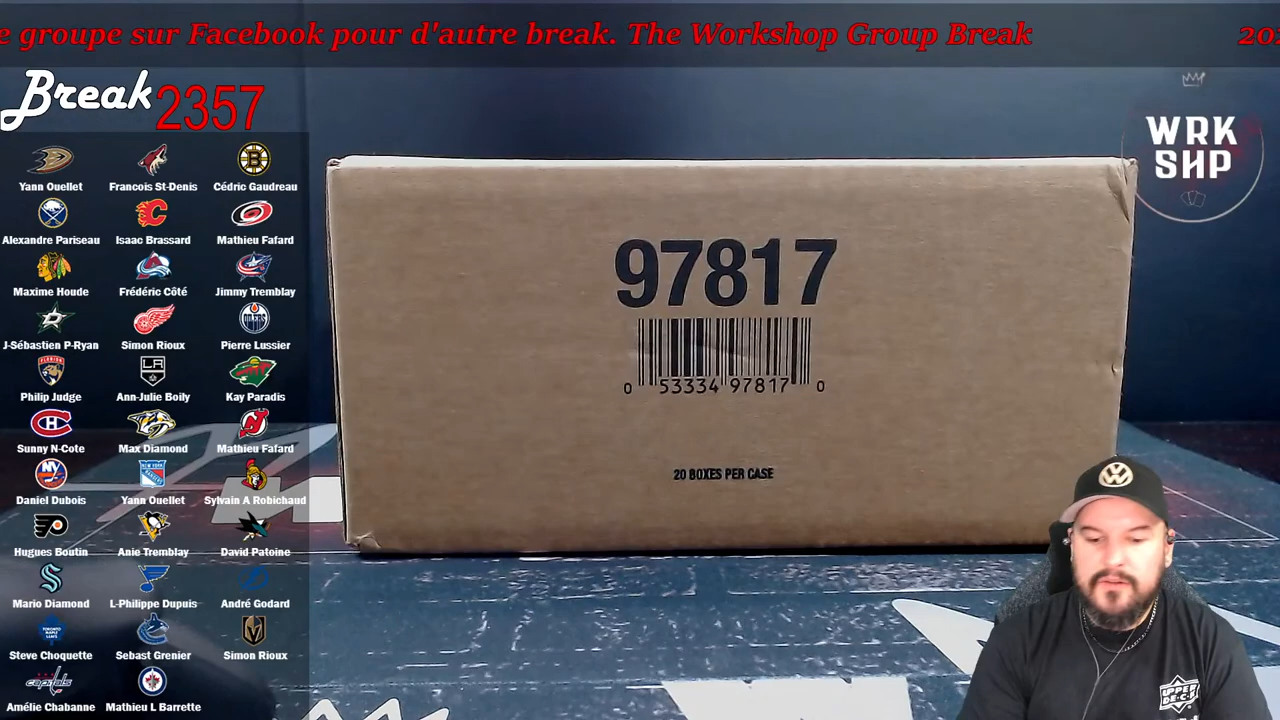 e groupe sur Facebook pour d'autre break. The Workshop Group Break
Break 2357
WRK
SHP
Yann Ouellet Francois St-Denis Cédric Gaudreau
Alexandre Pariseau Isaac Brassard Mathieu Fafard
Maxime Houde Frédéric Côté Jimmy Tremblay
J-Sébastien P-Ryan Simon Rioux Pierre Lussier
Philip Judge Ann-Julie Boily Kay Paradis
Sunny N-Cote Max Diamond Mathieu Fafard
Daniel Dubois Yann Ouellet Sylvain A Robichaud
Hugues Boutin Anie Tremblay David Patoine
Mario Diamond L-Philippe Dupuis André Godard
Steve Choquette Sebast Grenier Simon Rioux
Amélie Chabanne Mathieu L Barrette
97817
0 53334 97817 0
20 BOXES PER CASE
UPPER